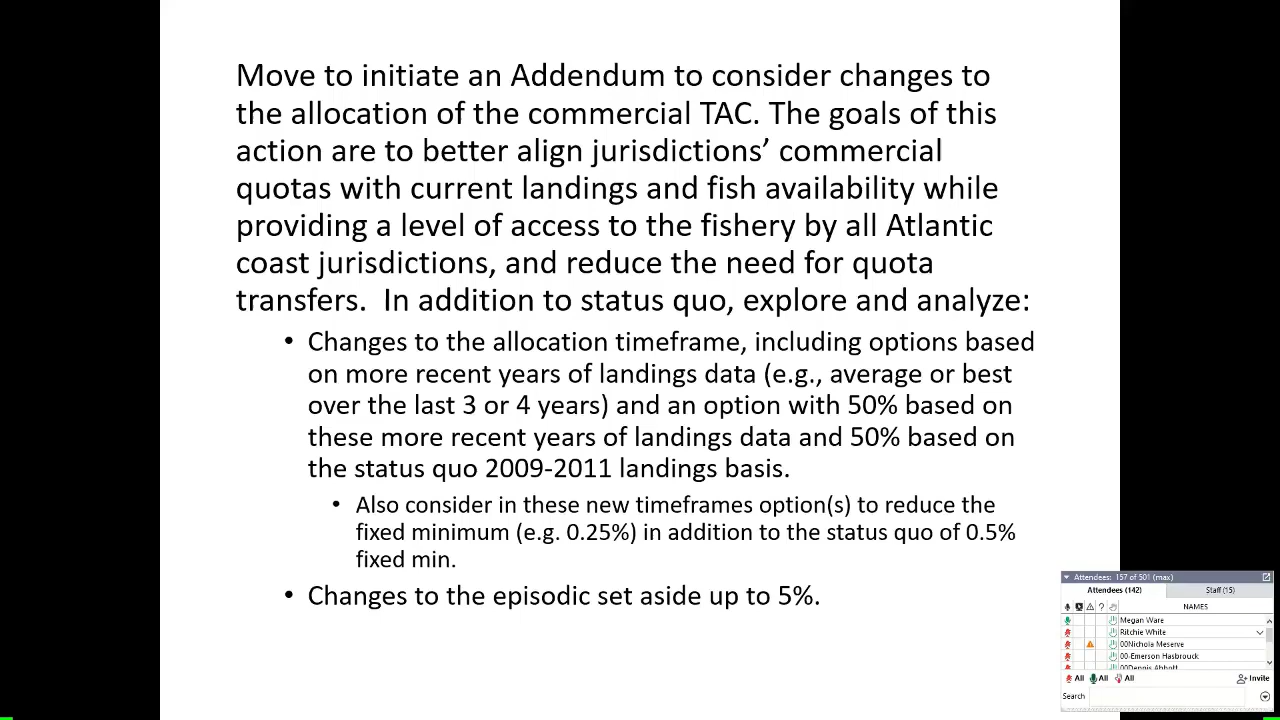 Move to initiate an Addendum to consider changes to
the allocation of the commercial TAC. The goals of this
action are to better align jurisdictions’ commercial
quotas with current landings and fish availability while
providing a level of access to the fishery by all Atlantic
coast jurisdictions, and reduce the need for quota
transfers.  In addition to status quo, explore and analyze:
• Changes to the allocation timeframe, including options based
on more recent years of landings data (e.g., average or best
over the last 3 or 4 years) and an option with 50% based on
these more recent years of landings data and 50% based on
the status quo 2009-2011 landings basis.
• Also consider in these new timeframes option(s) to reduce the
fixed minimum (e.g. 0.25%) in addition to the status quo of 0.5%
fixed min.
• Changes to the episodic set aside up to 5%.
Attendees: 157 of 501 (max)
Attendees (142) Staff (15)
? NAMES
Megan Ware
Ritchie White
00Nichola Meserve
00-Emerson Hasbrouck
00Dennis Abbott
All All All Invite
Search